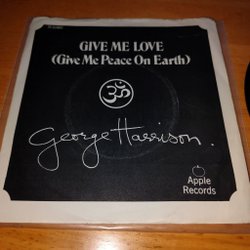 GIVE ME LOVE
(Give Me Peace On Earth)
ॐ
George Harrison.
Apple
Records